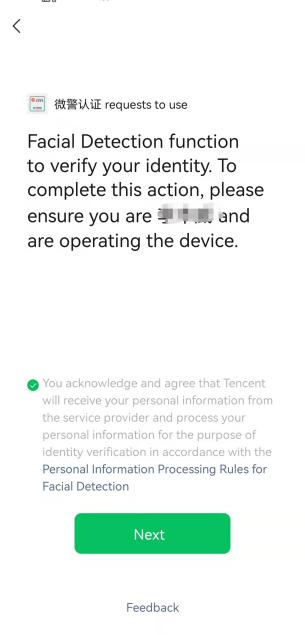 微警认证 requests to use
Facial Detection function
to verify your identity. To
complete this action, please
ensure you are and
are operating the device.
You acknowledge and agree that Tencent
will receive your personal information from
the service provider and process your
personal information for the purpose of
identity verification in accordance with the
Personal Information Processing Rules for
Facial Detection
Next
Feedback